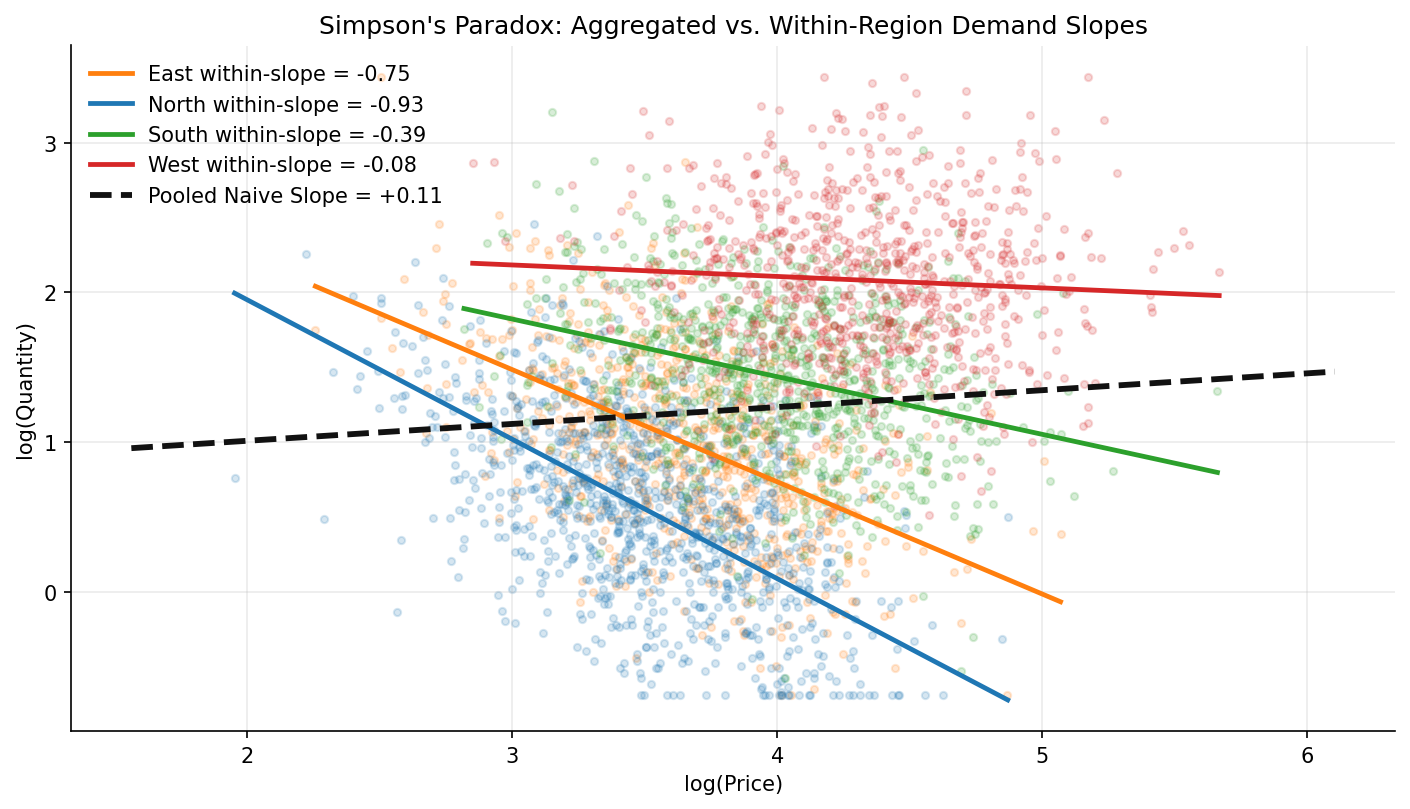 Simpson's Paradox: Aggregated vs. Within-Region Demand Slopes
East within-slope = -0.75
North within-slope = -0.93
South within-slope = -0.39
West within-slope = -0.08
Pooled Naive Slope = +0.11
log(Quantity)
3
2
1
0
2
3
4
5
6
log(Price)